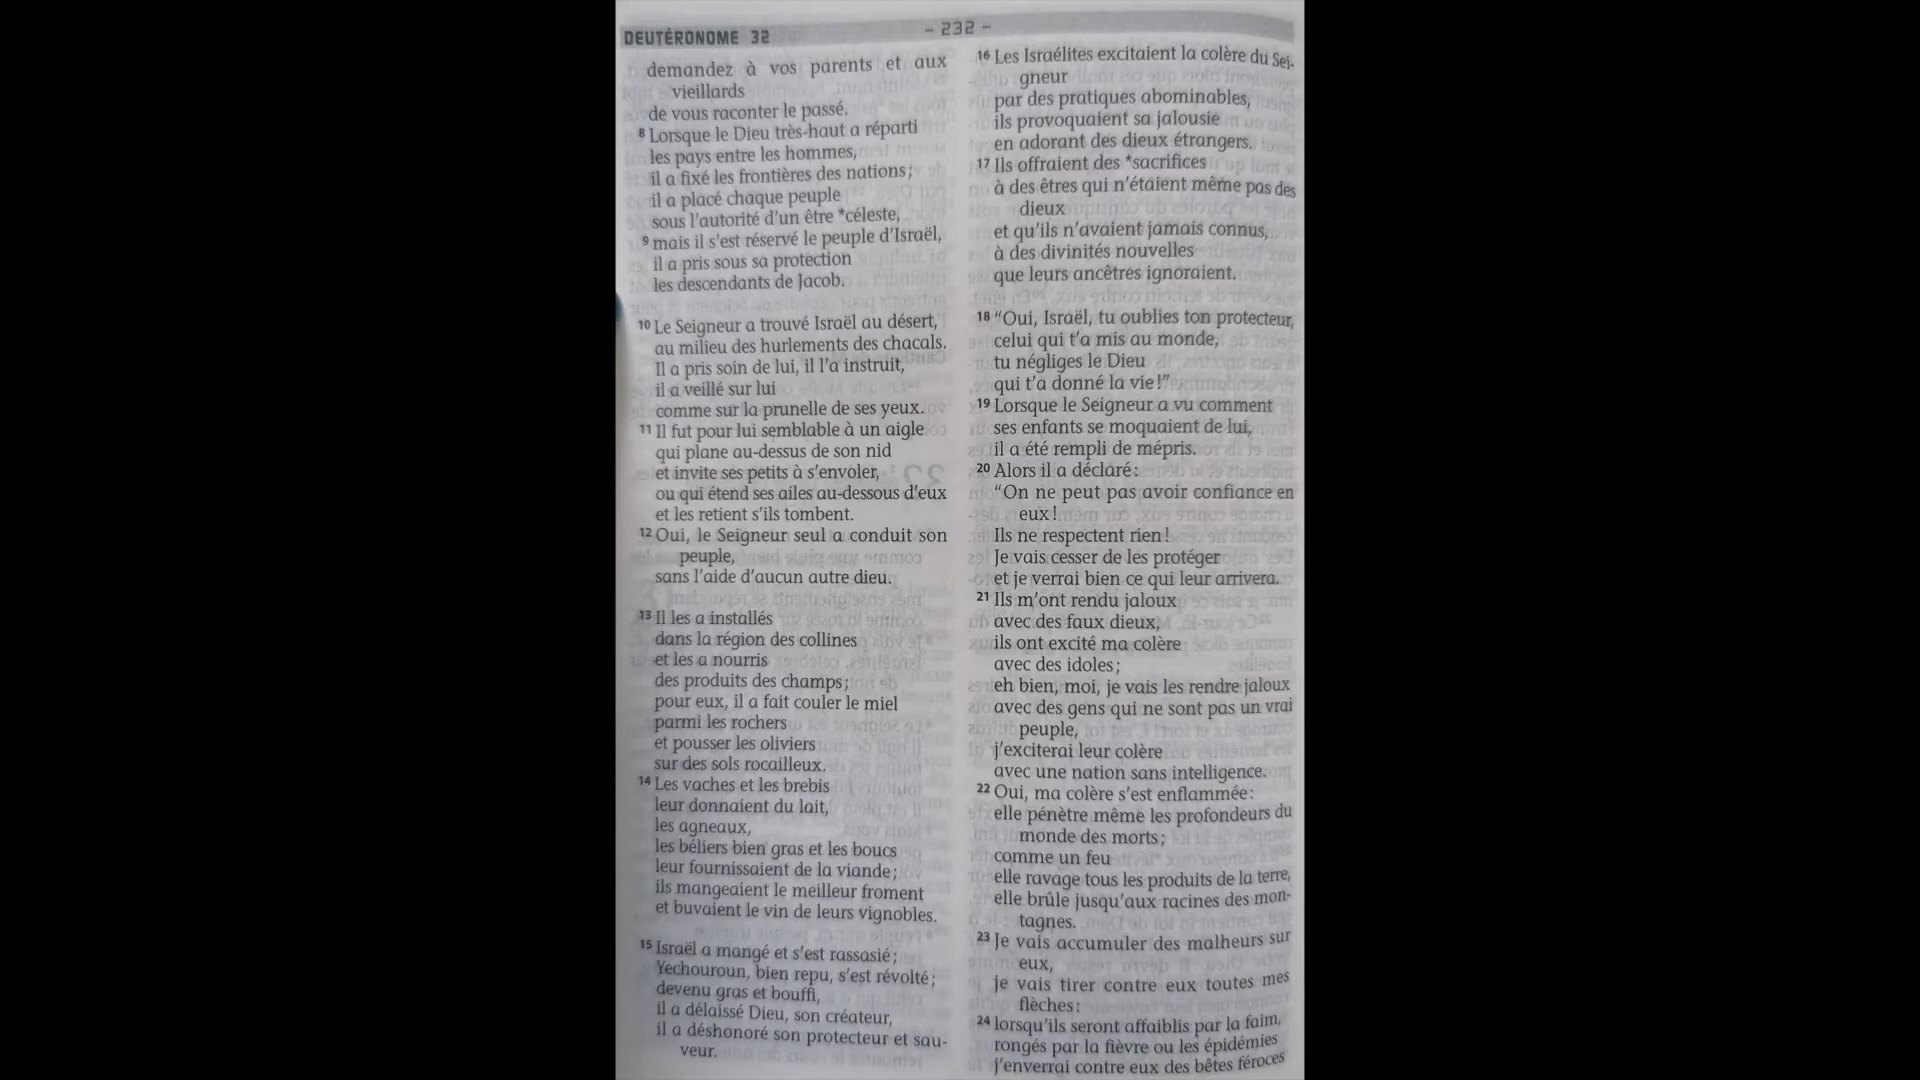 DEUTÉRONOME 32
- 232 -
demandez à vos parents et aux
vieillards
de vous raconter le passé.
8 Lorsque le Dieu très-haut a réparti
les pays entre les hommes,
il a fixé les frontières des nations;
il a placé chaque peuple
sous l'autorité d'un être *céleste,
9 mais il s'est réservé le peuple d'Israël,
il a pris sous sa protection
les descendants de Jacob.
10 Le Seigneur a trouvé Israël au désert,
au milieu des hurlements des chacals.
Il a pris soin de lui, il l'a instruit,
il a veillé sur lui
comme sur la prunelle de ses yeux.
11 Il fut pour lui semblable à un aigle
qui plane au-dessus de son nid
et invite ses petits à s'envoler,
ou qui étend ses ailes au-dessous d'eux
et les retient s'ils tombent.
12 Oui, le Seigneur seul a conduit son
peuple,
sans l'aide d'aucun autre dieu.
13 Il les a installés
dans la région des collines
et les a nourris
des produits des champs;
pour eux, il a fait couler le miel
parmi les rochers
et pousser les oliviers
sur des sols rocailleux.
14 Les vaches et les brebis
leur donnaient du lait,
les agneaux,
les béliers bien gras et les boucs
leur fournissaient de la viande;
ils mangeaient le meilleur froment
et buvaient le vin de leurs vignobles.
15 Israël a mangé et s'est rassasié;
Yechouroun, bien repu, s'est révolté;
devenu gras et bouffi,
il a délaissé Dieu, son créateur,
il a déshonoré son protecteur et sau-
veur.
16 Les Israélites excitaient la colère du Sei-
gneur
par des pratiques abominables,
ils provoquaient sa jalousie
en adorant des dieux étrangers.
17 Ils offraient des *sacrifices
à des êtres qui n'étaient même pas des
dieux
et qu'ils n'avaient jamais connus,
à des divinités nouvelles
que leurs ancêtres ignoraient.
18 "Oui, Israël, tu oublies ton protecteur,
celui qui t'a mis au monde,
tu négliges le Dieu
qui t'a donné la vie!"
19 Lorsque le Seigneur a vu comment
ses enfants se moquaient de lui,
il a été rempli de mépris.
20 Alors il a déclaré:
"On ne peut pas avoir confiance en
eux!
Ils ne respectent rien!
Je vais cesser de les protéger
et je verrai bien ce qui leur arrivera.
21 Ils m'ont rendu jaloux
avec des faux dieux,
ils ont excité ma colère
avec des idoles;
eh bien, moi, je vais les rendre jaloux
avec des gens qui ne sont pas un vrai
peuple,
j'exciterai leur colère
avec une nation sans intelligence.
22 Oui, ma colère s'est enflammée:
elle pénètre même les profondeurs du
monde des morts;
comme un feu
elle ravage tous les produits de la terre,
elle brûle jusqu'aux racines des mon-
tagnes.
23 Je vais accumuler des malheurs sur
eux,
je vais tirer contre eux toutes mes
flèches:
24 lorsqu'ils seront affaiblis par la faim,
rongés par la fièvre ou les épidémies
j'enverrai contre eux des bêtes féroces